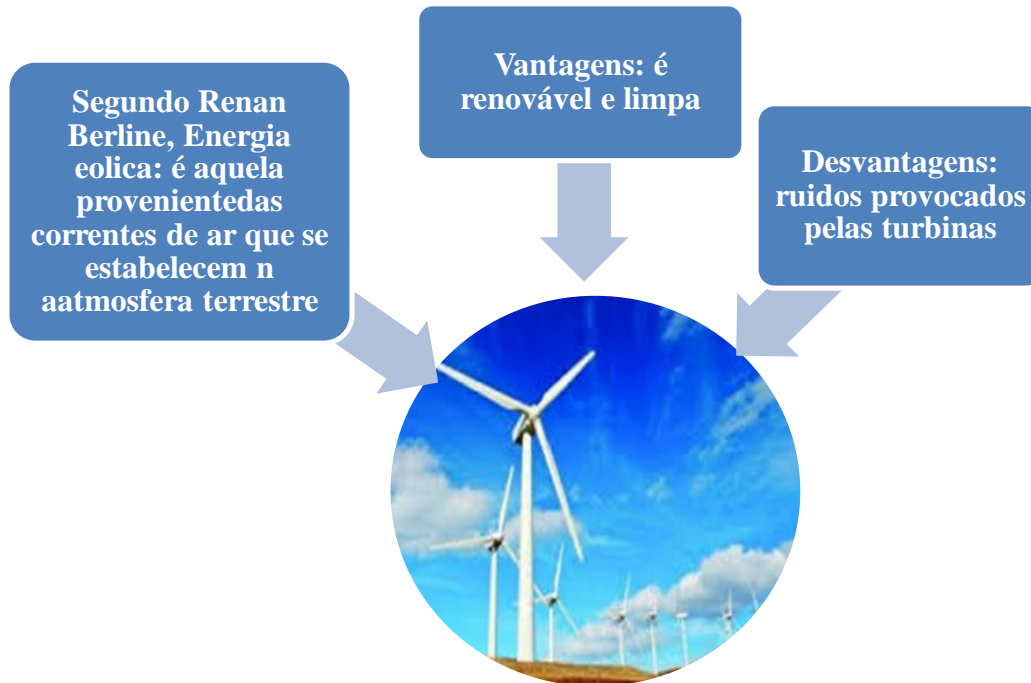 Segundo Renan
Berline, Energia
eolica: é aquela
provenientedas
correntes de ar que se
estabelecem n
aatmosfera terrestre
Vantagens: é
renovável e limpa
Desvantagens:
ruidos provocados
pelas turbinas